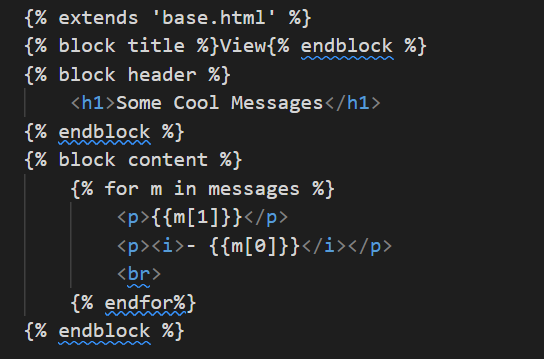 {% extends 'base.html' %}
{% block title %}View{% endblock %}
{% block header %}
    <h1>Some Cool Messages</h1>
{% endblock %}
{% block content %}
    {% for m in messages %}
        <p>{{m[1]}}</p>
        <p><i>- {{m[0]}}</i></p>
        <br>
    {% endfor%}
{% endblock %}